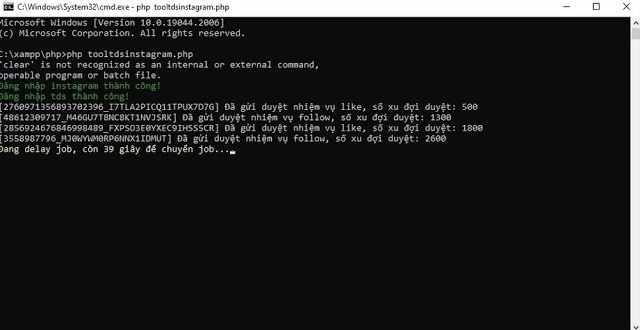 C:\Windows\System32\cmd.exe - php tooltdsinstagram.php
Microsoft Windows [Version 10.0.19044.2006]
(c) Microsoft Corporation. All rights reserved.
C:\xampp\php>php tooltdsinstagram.php
'clear' is not recognized as an internal or external command,
operable program or batch file.
Đăng nhập instagram thành công!
Đăng nhập tds thành công!
[2760971356893702396_I7TLA2PICQ11TPUX7D7G] Đã gửi duyệt nhiệm vụ like, số xu đợi duyệt: 500
[48612309717_M46GU7T8NC8KT1NVJSRK] Đã gửi duyệt nhiệm vụ follow, số xu đợi duyệt: 1300
[2856924676846998489_FXPSO3E0YXEC9IHSS5CR] Đã gửi duyệt nhiệm vụ like, số xu đợi duyệt: 1800
[3558987796_MJ0WYWM0RP6NNX1IDMUT] Đã gửi duyệt nhiệm vụ follow, số xu đợi duyệt: 2600
Đang delay job, còn 39 giây để chuyển job...